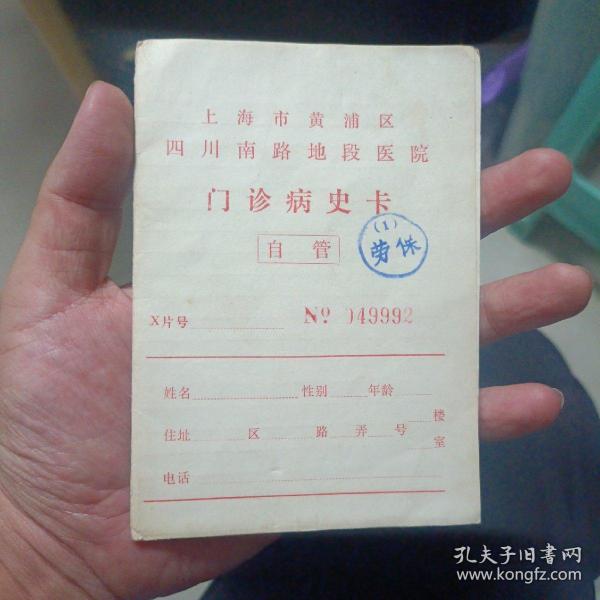 上海市黄浦区
四川南路地段医院
门诊病史卡
自管
(1)
劳保
X片号 № 049992
姓名 性别 年龄
住址 区 路 弄 号 楼室
电话
孔夫子旧书网
www.kongfz.com